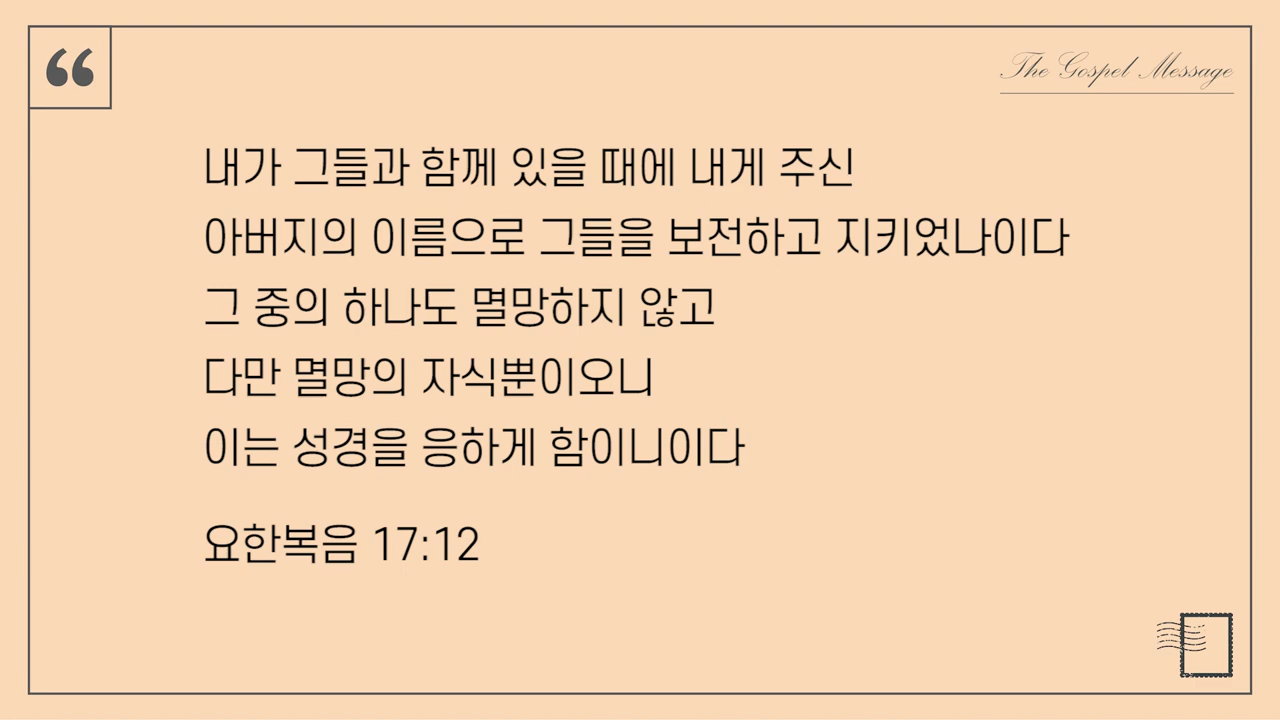 The Gospel Message
내가 그들과 함께 있을 때에 내게 주신
아버지의 이름으로 그들을 보전하고 지키었나이다
그 중의 하나도 멸망하지 않고
다만 멸망의 자식뿐이오니
이는 성경을 응하게 함이니이다
요한복음 17:12